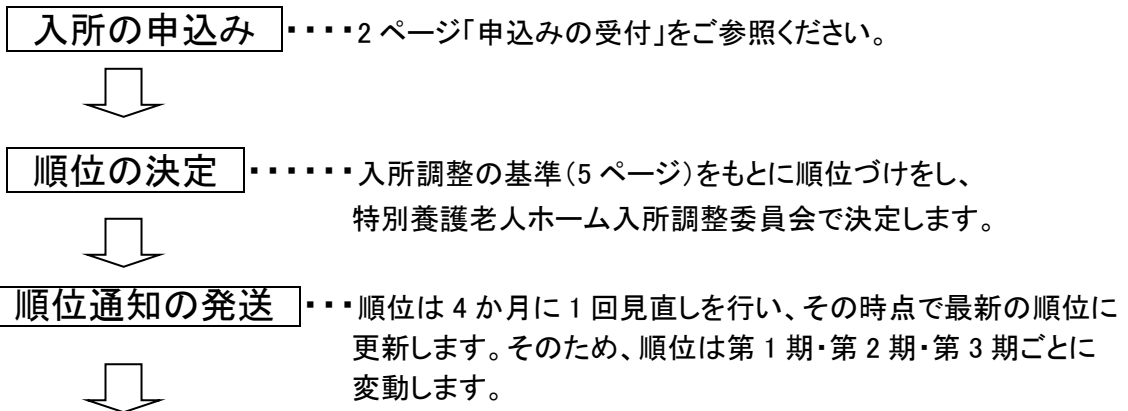 入所の申込み ････2 ページ「申込みの受付」をご参照ください。
順位の決定 ･･････入所調整の基準（5 ページ）をもとに順位づけをし、
特別養護老人ホーム入所調整委員会で決定します。
順位通知の発送 ･･･順位は 4 か月に 1 回見直しを行い、その時点で最新の順位に
更新します。そのため、順位は第 1 期･第 2 期･第 3 期ごとに
変動します。